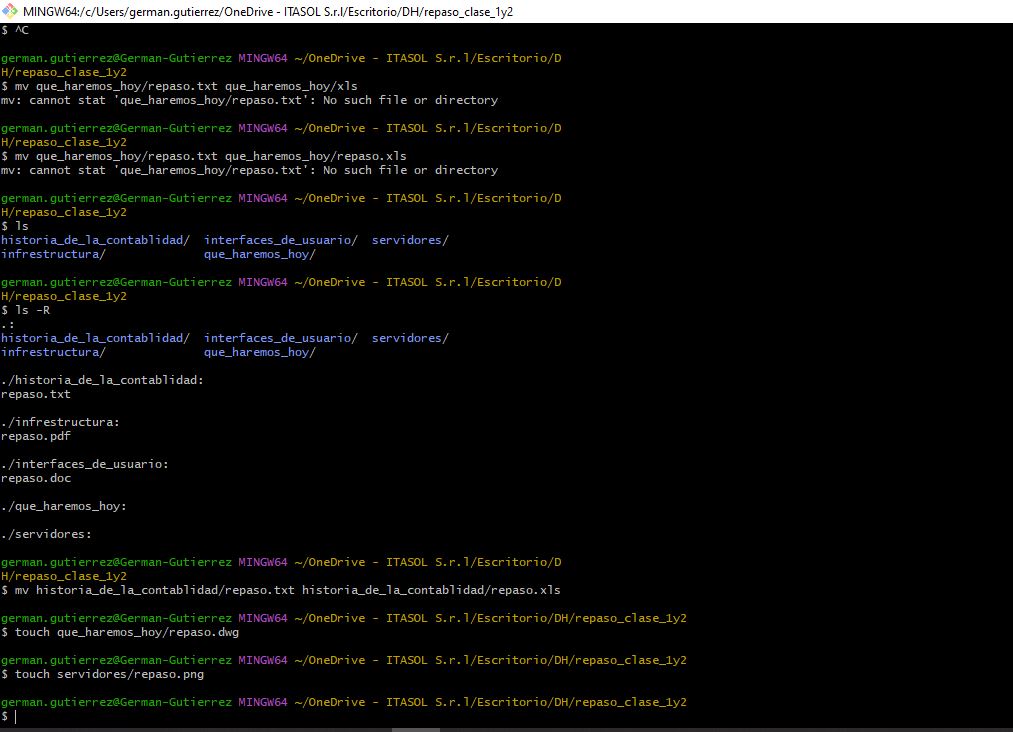 MINGW64:/c/Users/german.gutierrez/OneDrive - ITASOL S.r.l/Escritorio/DH/repaso_clase_1y2
$ ^C
german.gutierrez@German-Gutierrez MINGW64 ~/OneDrive - ITASOL S.r.l/Escritorio/D
H/repaso_clase_1y2
$ mv que_haremos_hoy/repaso.txt que_haremos_hoy/xls
mv: cannot stat 'que_haremos_hoy/repaso.txt': No such file or directory
german.gutierrez@German-Gutierrez MINGW64 ~/OneDrive - ITASOL S.r.l/Escritorio/D
H/repaso_clase_1y2
$ mv que_haremos_hoy/repaso.txt que_haremos_hoy/repaso.xls
mv: cannot stat 'que_haremos_hoy/repaso.txt': No such file or directory
german.gutierrez@German-Gutierrez MINGW64 ~/OneDrive - ITASOL S.r.l/Escritorio/D
H/repaso_clase_1y2
$ ls
historia_de_la_contablidad/  interfaces_de_usuario/  servidores/
infrestructura/              que_haremos_hoy/
german.gutierrez@German-Gutierrez MINGW64 ~/OneDrive - ITASOL S.r.l/Escritorio/D
H/repaso_clase_1y2
$ ls -R
.:
historia_de_la_contablidad/  interfaces_de_usuario/  servidores/
infrestructura/              que_haremos_hoy/
./historia_de_la_contablidad:
repaso.txt
./infrestructura:
repaso.pdf
./interfaces_de_usuario:
repaso.doc
./que_haremos_hoy:
./servidores:
german.gutierrez@German-Gutierrez MINGW64 ~/OneDrive - ITASOL S.r.l/Escritorio/D
H/repaso_clase_1y2
$ mv historia_de_la_contablidad/repaso.txt historia_de_la_contablidad/repaso.xls
german.gutierrez@German-Gutierrez MINGW64 ~/OneDrive - ITASOL S.r.l/Escritorio/DH/repaso_clase_1y2
$ touch que_haremos_hoy/repaso.dwg
german.gutierrez@German-Gutierrez MINGW64 ~/OneDrive - ITASOL S.r.l/Escritorio/DH/repaso_clase_1y2
$ touch servidores/repaso.png
german.gutierrez@German-Gutierrez MINGW64 ~/OneDrive - ITASOL S.r.l/Escritorio/DH/repaso_clase_1y2
$